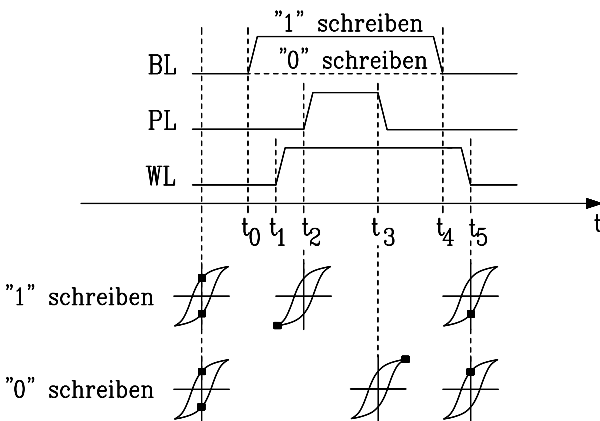 "1" schreiben
BL
"0" schreiben
PL
WL
t0 t1 t2 t3 t4 t5 t
"1" schreiben
"0" schreiben